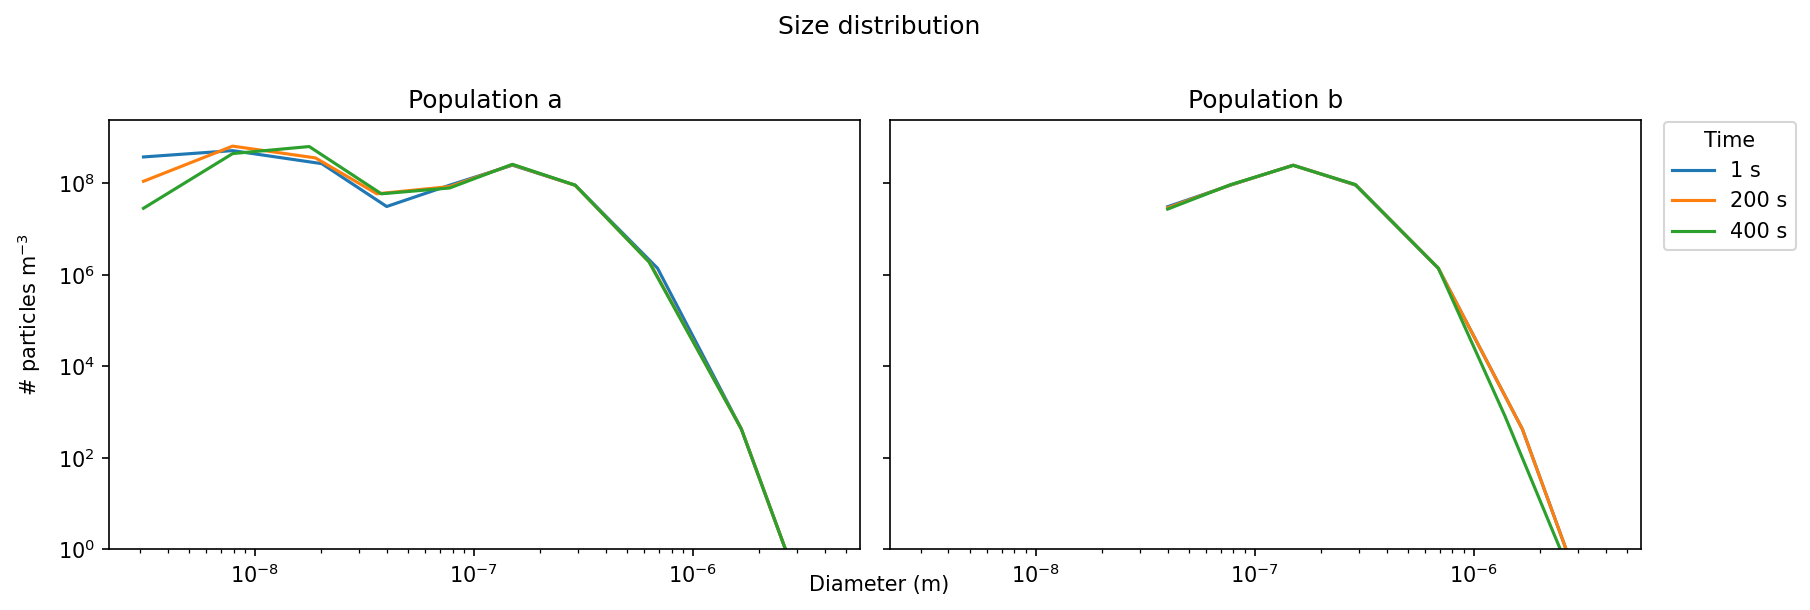 Size distribution
Population a
Population b
# particles m⁻³
10⁸
10⁶
10⁴
10²
10⁰
10⁻⁸
10⁻⁷
10⁻⁶
10⁻⁸
10⁻⁷
10⁻⁶
Diameter (m)
Time
1 s
200 s
400 s